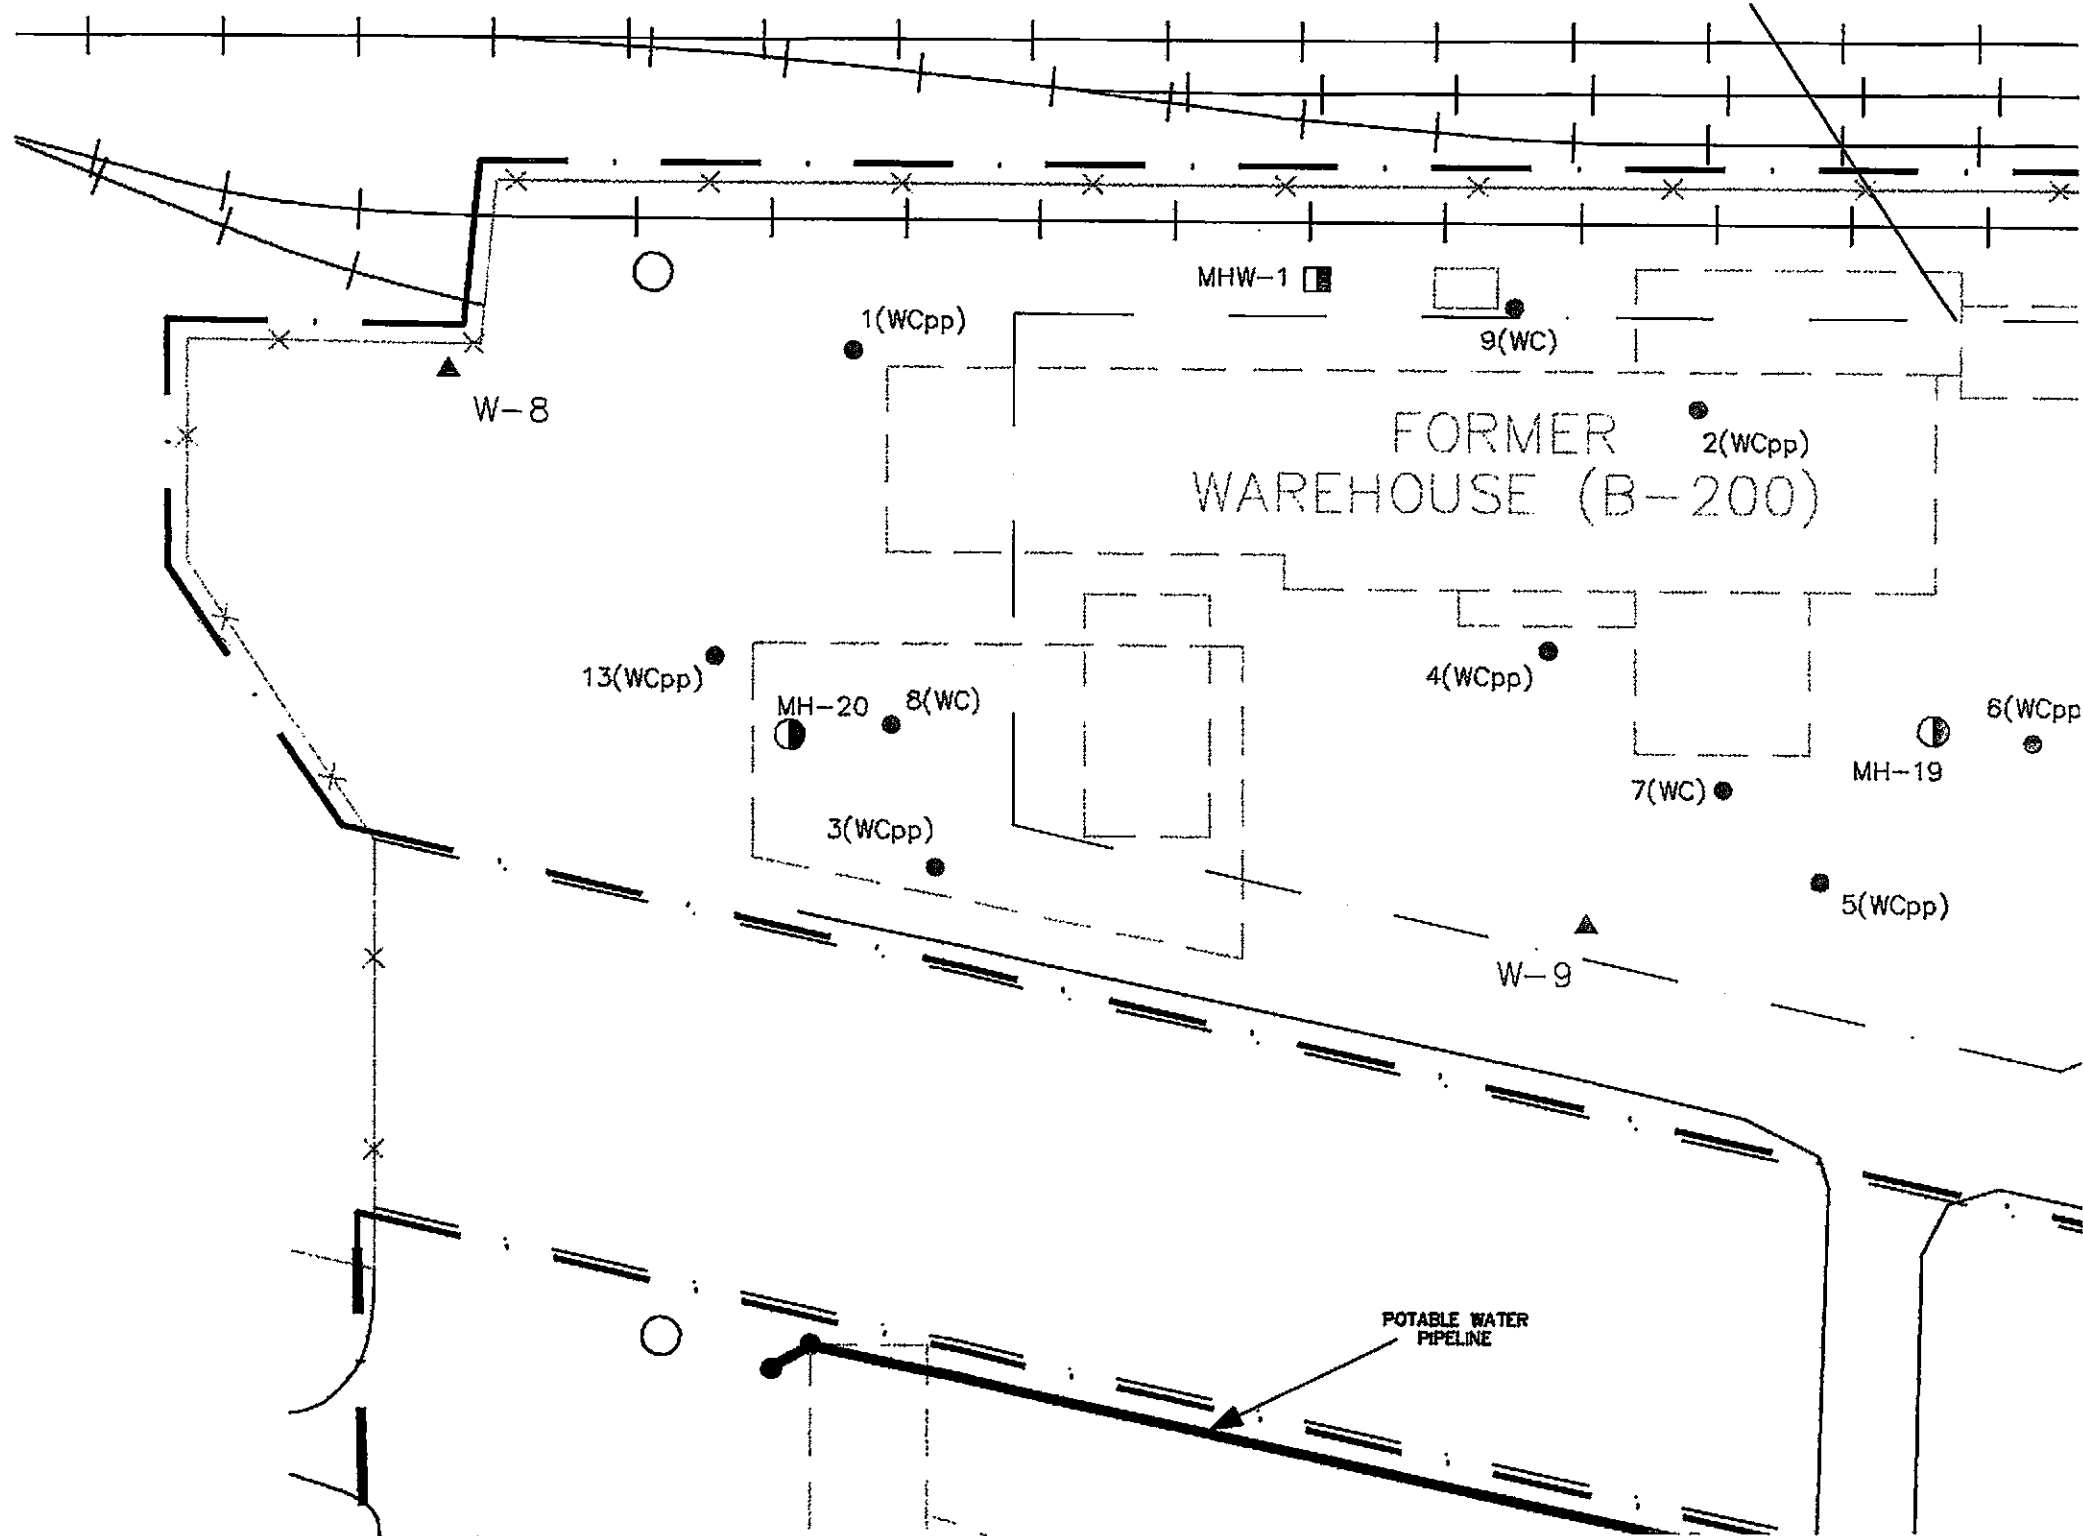 MHW-1
1(WCpp)
9(WC)
W-8
FORMER
2(WCpp)
WAREHOUSE (B-200)
13(WCpp)
4(WCpp)
MH-20
8(WC)
6(WCpp
MH-19
7(WC)
3(WCpp)
5(WCpp)
W-9
POTABLE WATER
PIPELINE